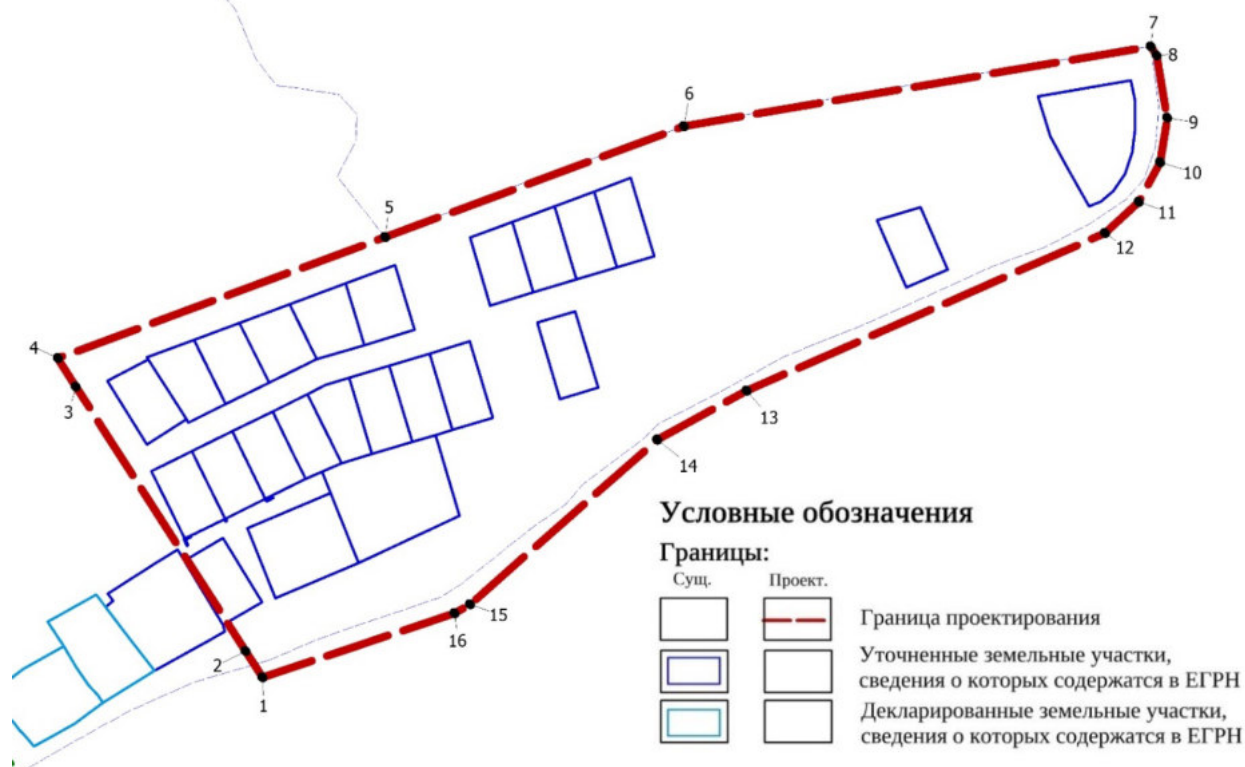 7
8
6
9
10
5
11
12
4
3
13
14
Условные обозначения
Границы:
Сущ. Проект.
15
Граница проектирования
16
2
Уточненные земельные участки,
сведения о которых содержатся в ЕГРН
1
Декларированные земельные участки,
сведения о которых содержатся в ЕГРН